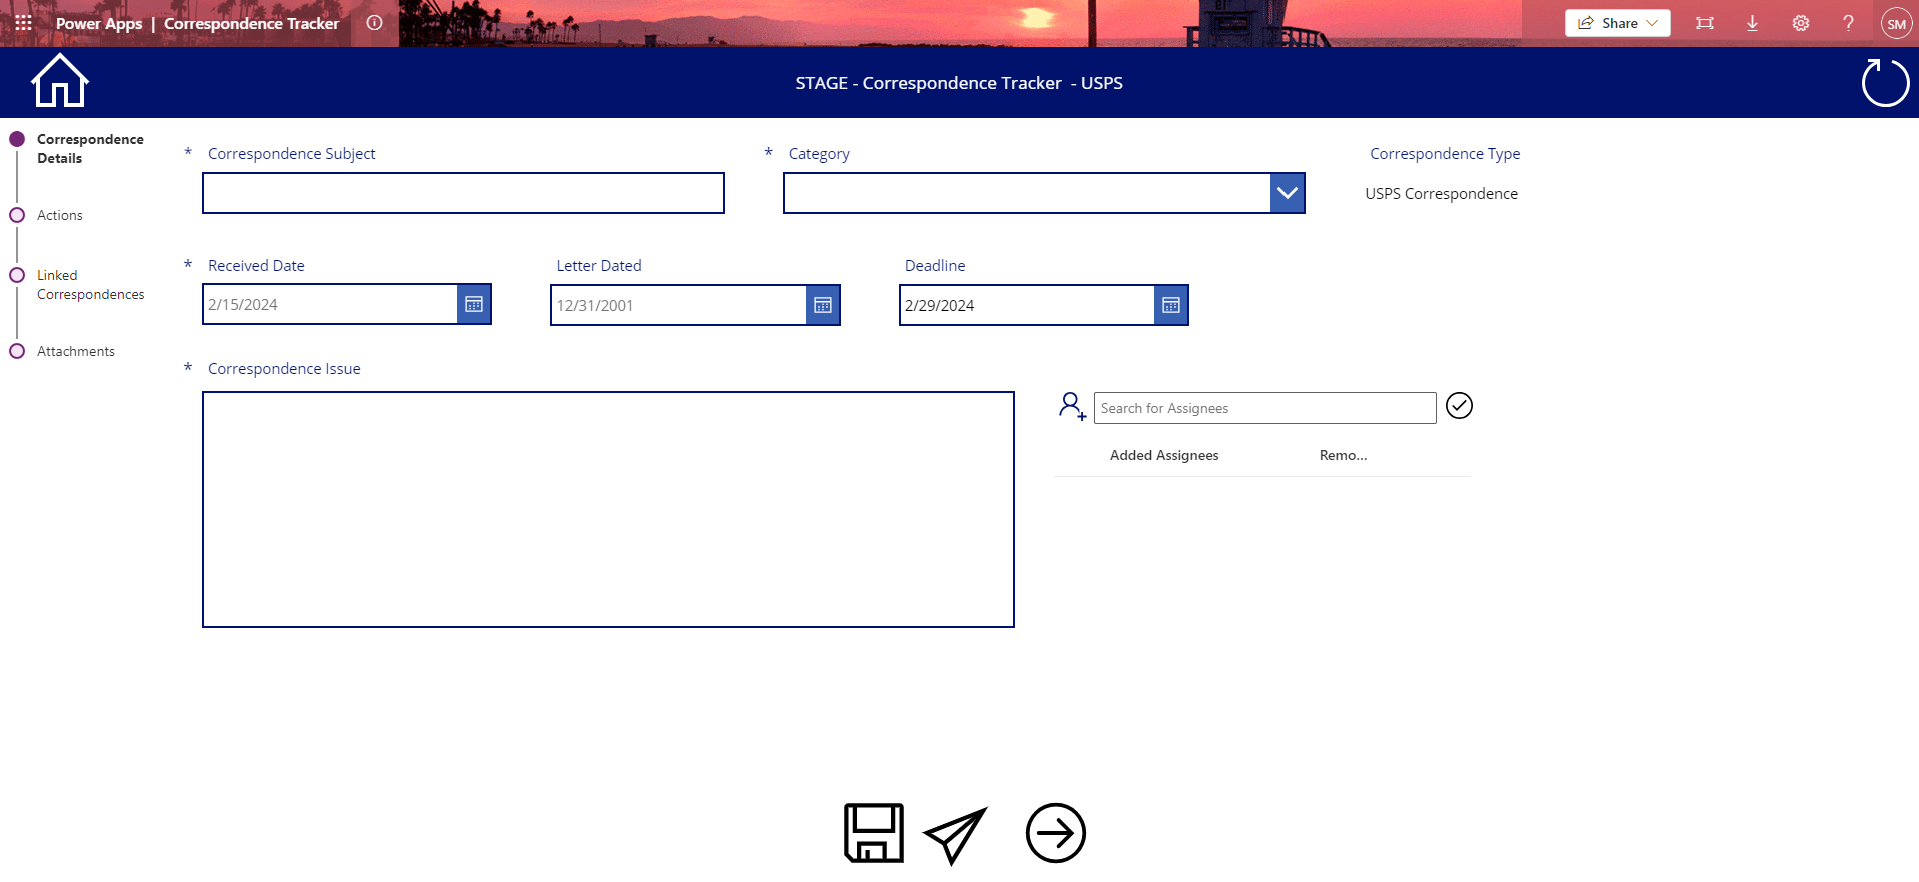 Power Apps | Correspondence Tracker
Share
?
SM
STAGE - Correspondence Tracker - USPS
Correspondence
Details
Actions
Linked
Correspondences
Attachments
* Correspondence Subject
* Category
Correspondence Type
USPS Correspondence
* Received Date
Letter Dated
Deadline
2/15/2024
12/31/2001
2/29/2024
* Correspondence Issue
Search for Assignees
Added Assignees
Remo...